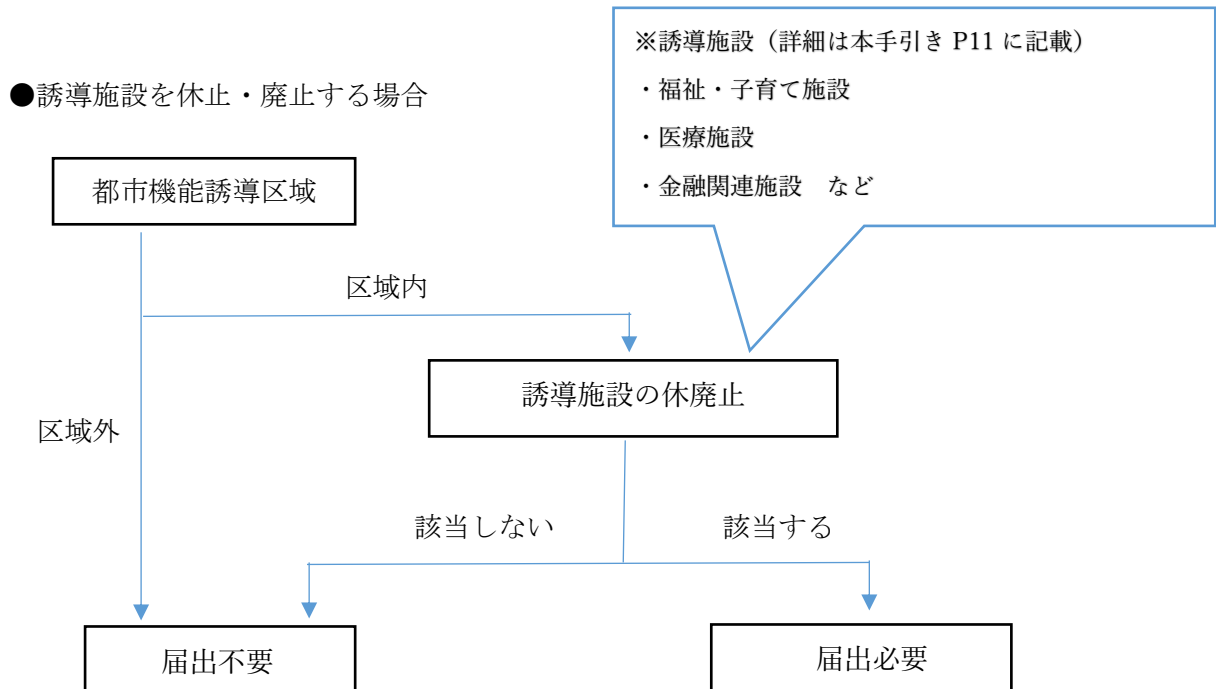 ※誘導施設（詳細は本手引き P11 に記載）
・福祉・子育て施設
・医療施設
・金融関連施設　など
●誘導施設を休止・廃止する場合
都市機能誘導区域
区域内
誘導施設の休廃止
区域外
該当しない
該当する
届出不要
届出必要